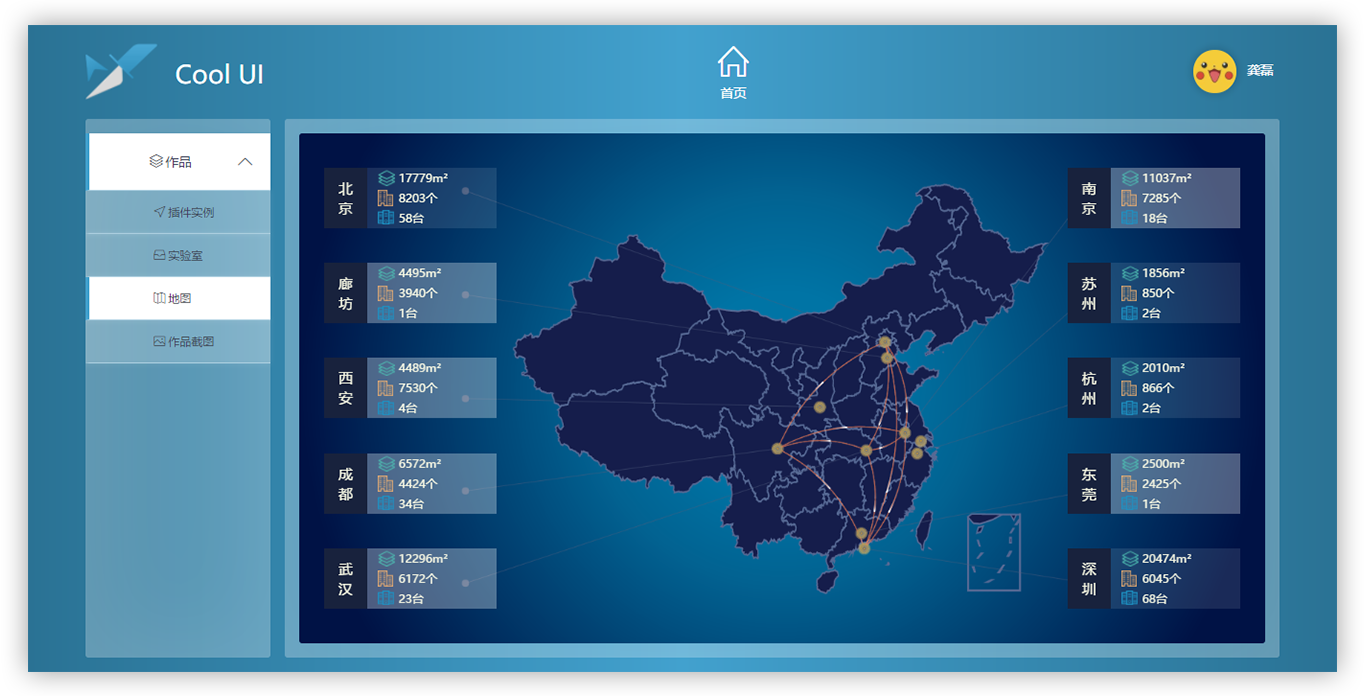 Cool UI
首页
龚磊
作品
插件实例
实验室
地图
作品截图
北京
17779m²
8203个
58台
廊坊
4495m²
3940个
1台
西安
4489m²
7530个
4台
成都
6572m²
4424个
34台
武汉
12296m²
6172个
23台
南京
11037m²
7285个
18台
苏州
1856m²
850个
2台
杭州
2010m²
866个
2台
东莞
2500m²
2425个
1台
深圳
20474m²
6045个
68台